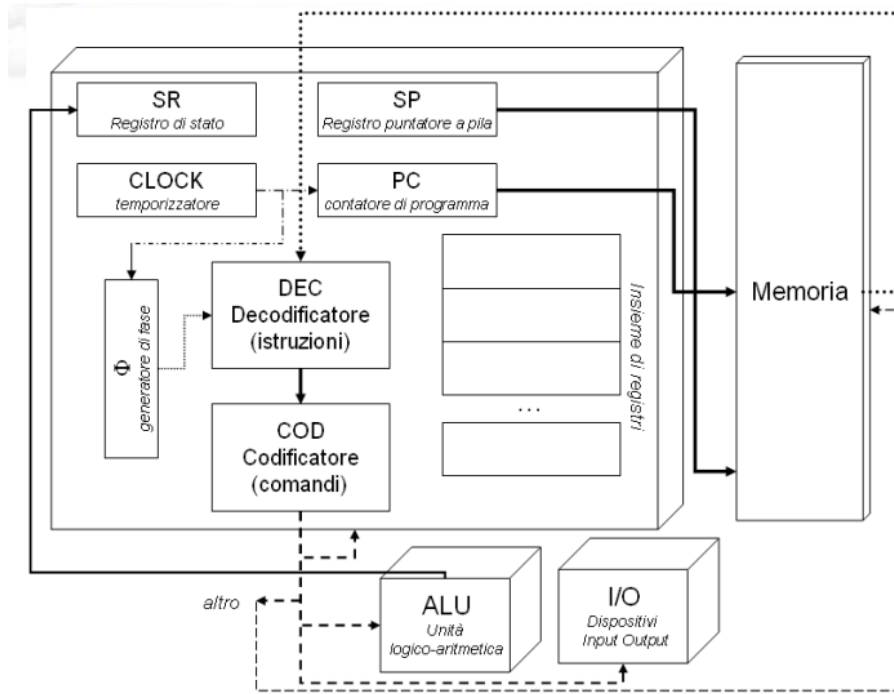 SR
Registro di stato
SP
Registro puntatore a pila
CLOCK
temporizzatore
PC
contatore di programma
Φ
generatore di fase
DEC
Decodificatore
(istruzioni)
Insieme di registri
...
COD
Codificatore
(comandi)
Memoria
altro
ALU
Unità
logico-aritmetica
I/O
Dispositivi
Input Output